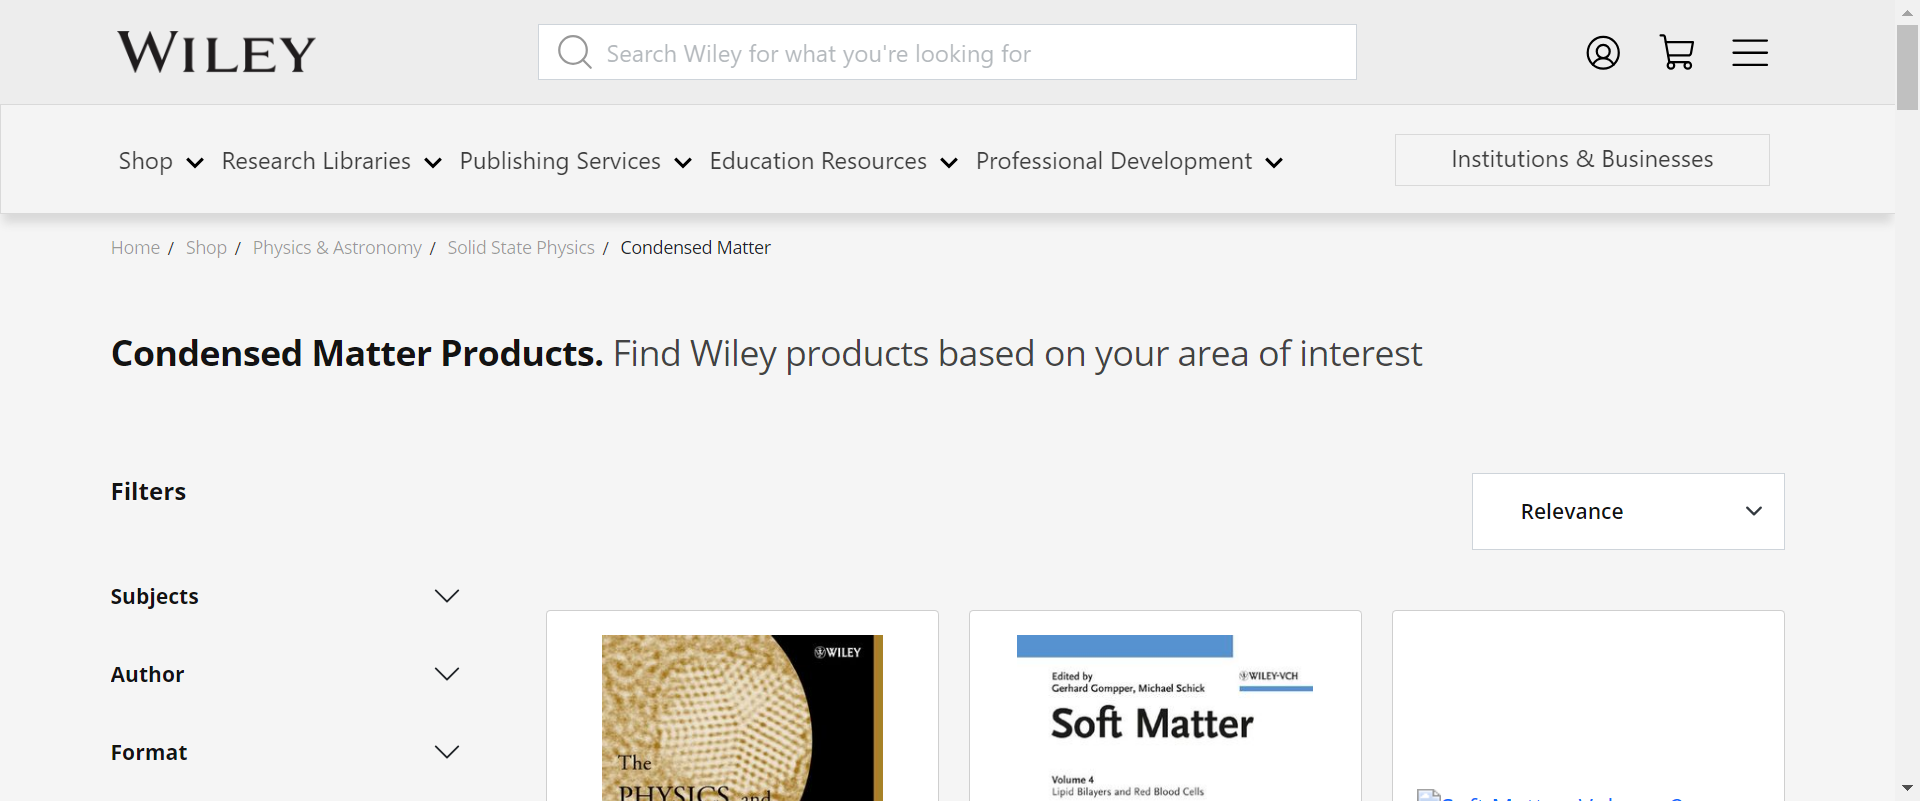 WILEY
Search Wiley for what you're looking for
Shop Research Libraries Publishing Services Education Resources Professional Development Institutions & Businesses
Home / Shop / Physics & Astronomy / Solid State Physics / Condensed Matter
Condensed Matter Products. Find Wiley products based on your area of interest
Filters
Relevance
Subjects
Author
Format
WILEY
The
PHYSICS and
Edited by
Gerhard Gompper, Michael Schick
WILEY-VCH
Soft Matter
Volume 4
Lipid Bilayers and Red Blood Cells
Soft Matter, Volume